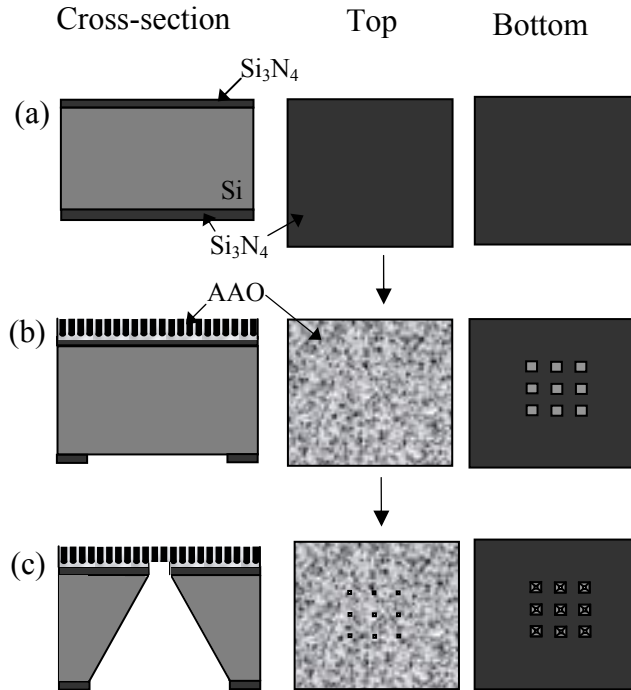 Cross-section Top Bottom
Si₃N₄
(a)
Si
Si₃N₄
AAO
(b)
(c)